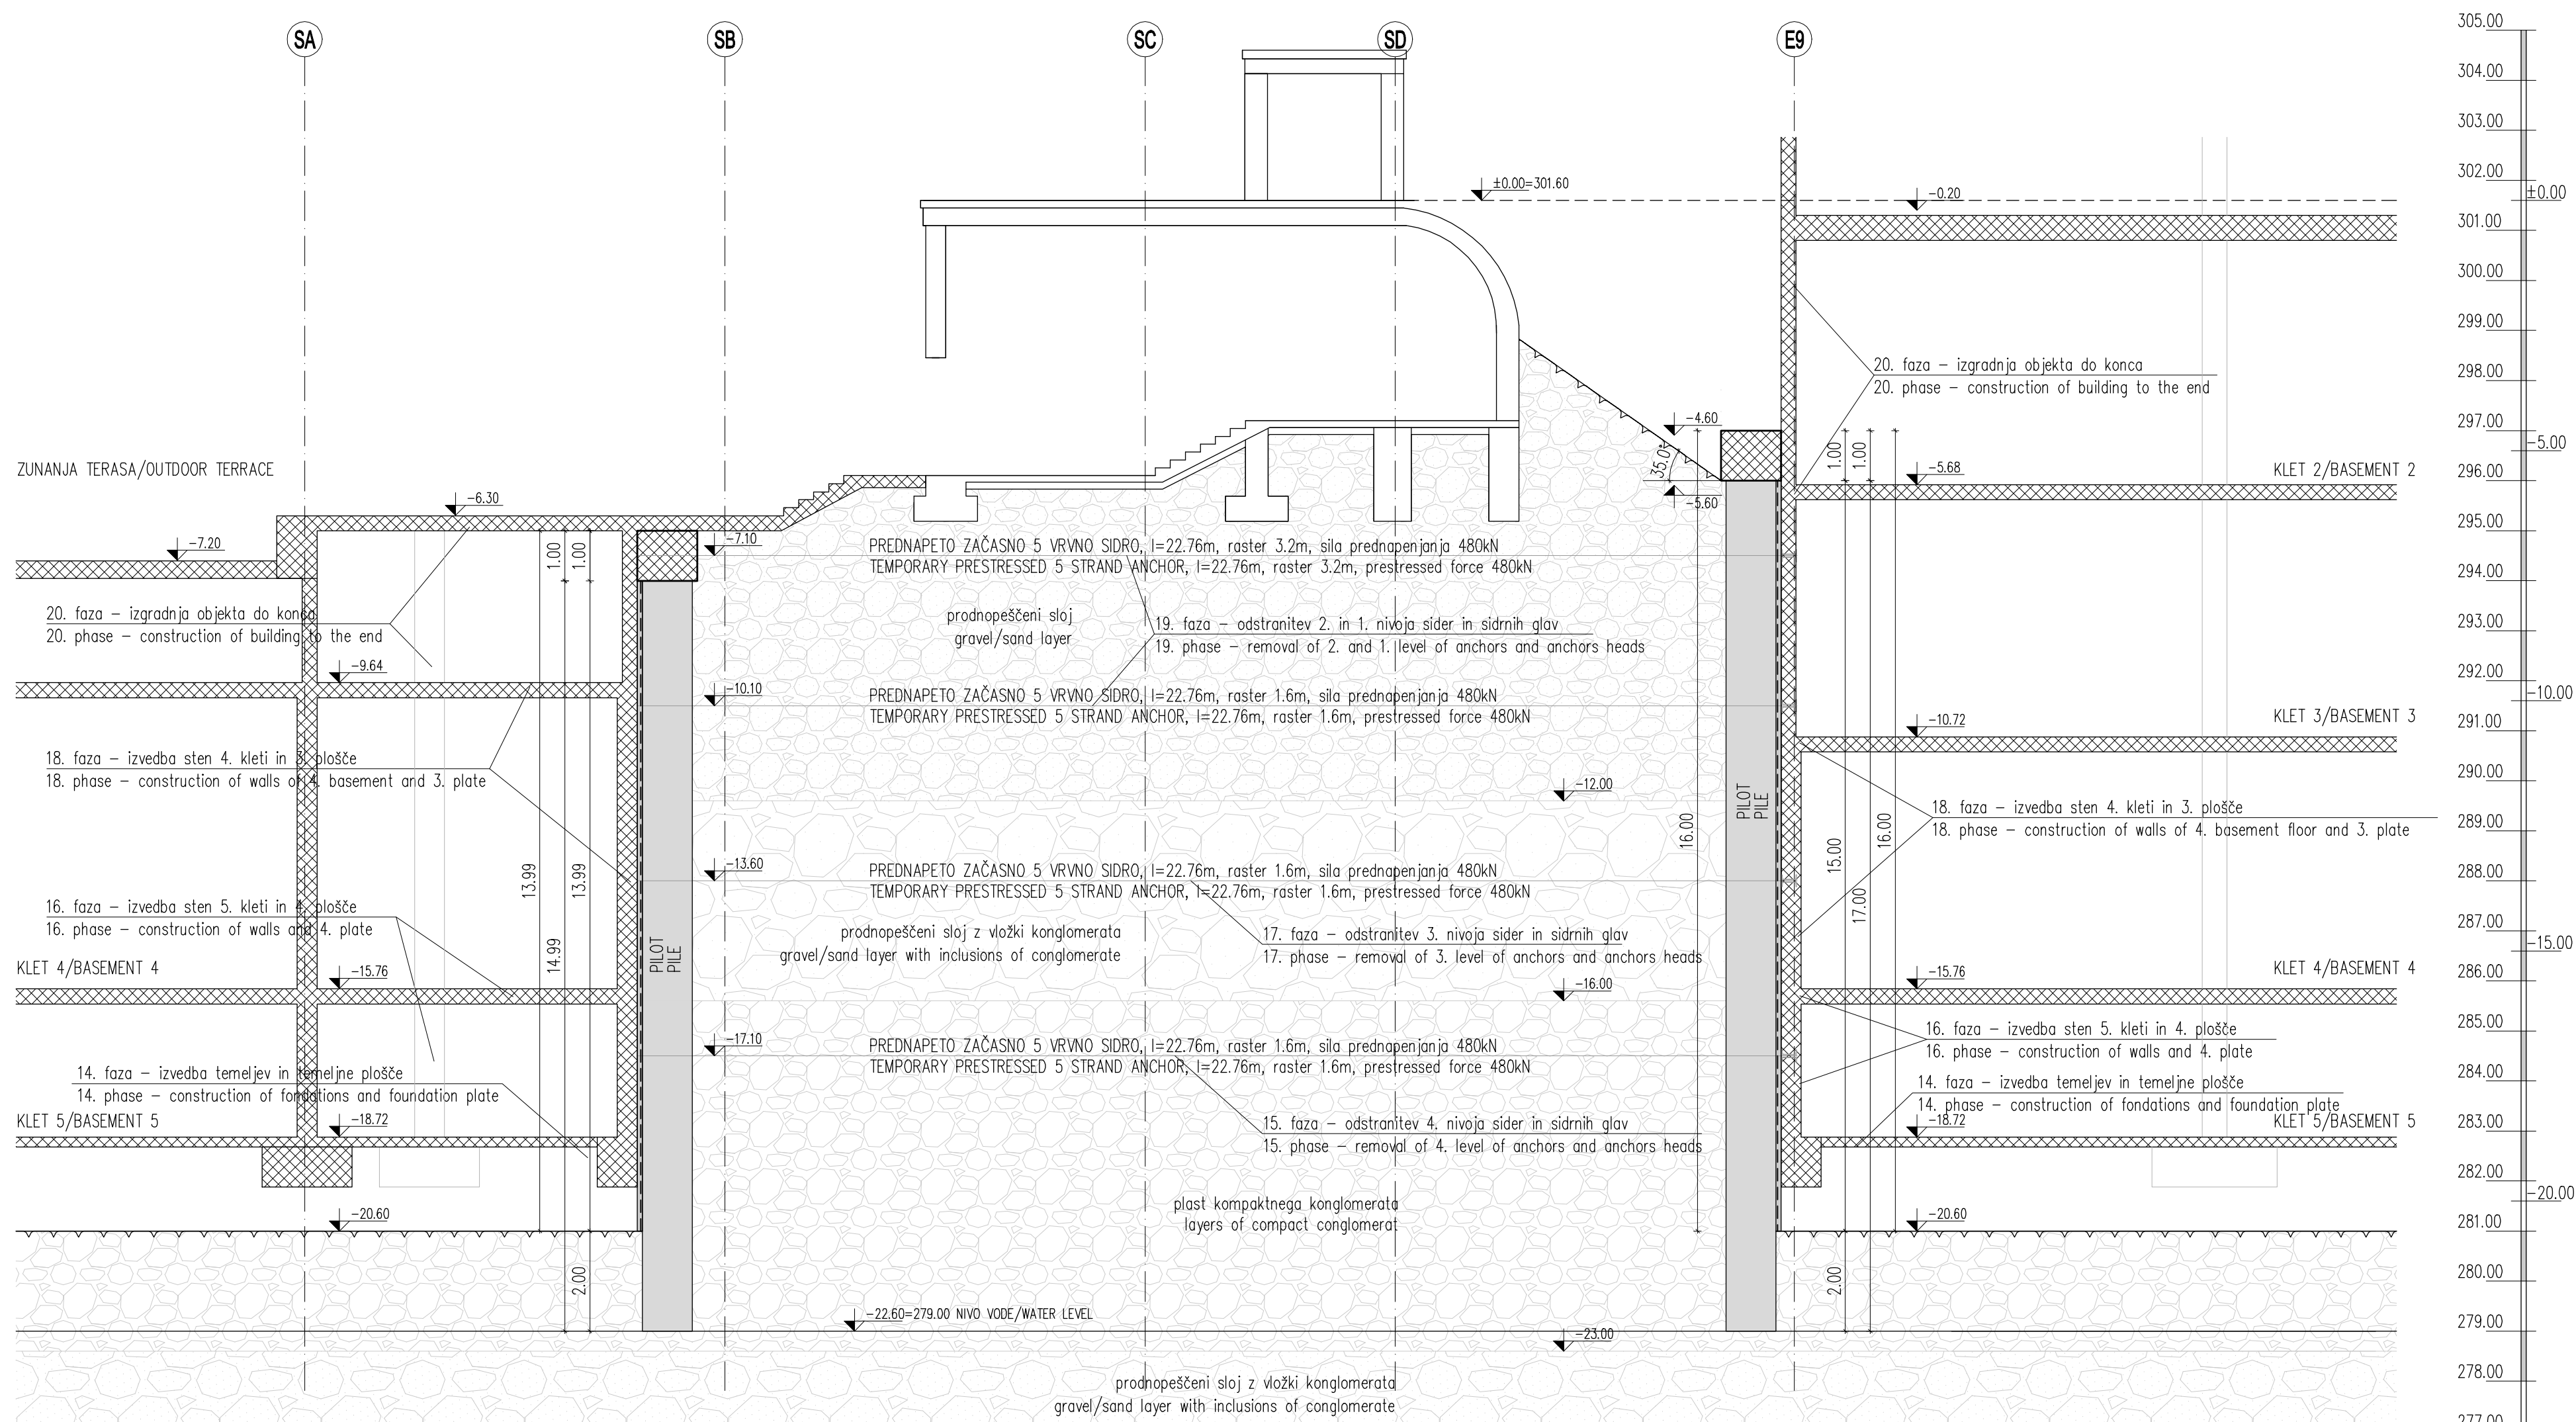 SA
SB
SC
SD
E9
305.00
304.00
303.00
302.00
±0.00
301.00
300.00
299.00
298.00
297.00
-5.00
296.00
295.00
294.00
293.00
292.00
-10.00
291.00
290.00
289.00
288.00
287.00
-15.00
286.00
285.00
284.00
283.00
282.00
-20.00
281.00
280.00
279.00
278.00
277.00
±0.00=301.60
-0.20
20. faza – izgradnja objekta do konca
20. phase – construction of building to the end
-4.60
35.0°
-5.60
1.00
1.00
-5.68
KLET 2/BASEMENT 2
ZUNANJA TERASA/OUTDOOR TERRACE
-6.30
-7.20
1.00
1.00
-7.10
PREDNAPETO ZAČASNO 5 VRVNO SIDRO, l=22.76m, raster 3.2m, sila prednapenjanja 480kN
TEMPORARY PRESTRESSED 5 STRAND ANCHOR, l=22.76m, raster 3.2m, prestressed force 480kN
prodnopeščeni sloj
gravel/sand layer
19. faza – odstranitev 2. in 1. nivoja sider in sidrnih glav
19. phase – removal of 2. and 1. level of anchors and anchors heads
20. faza – izgradnja objekta do konca
20. phase – construction of building to the end
-9.64
-10.10
PREDNAPETO ZAČASNO 5 VRVNO SIDRO, l=22.76m, raster 1.6m, sila prednapenjanja 480kN
TEMPORARY PRESTRESSED 5 STRAND ANCHOR, l=22.76m, raster 1.6m, prestressed force 480kN
-10.72
KLET 3/BASEMENT 3
18. faza – izvedba sten 4. kleti in 3. plošče
18. phase – construction of walls of 4. basement and 3. plate
-12.00
PILOT
PILE
16.00
15.00
17.00
16.00
18. faza – izvedba sten 4. kleti in 3. plošče
18. phase – construction of walls of 4. basement floor and 3. plate
13.99
14.99
13.99
-13.60
PREDNAPETO ZAČASNO 5 VRVNO SIDRO, l=22.76m, raster 1.6m, sila prednapenjanja 480kN
TEMPORARY PRESTRESSED 5 STRAND ANCHOR, l=22.76m, raster 1.6m, prestressed force 480kN
16. faza – izvedba sten 5. kleti in 4. plošče
16. phase – construction of walls and 4. plate
PILOT
PILE
prodnopeščeni sloj z vložki konglomerata
gravel/sand layer with inclusions of conglomerate
17. faza – odstranitev 3. nivoja sider in sidrnih glav
17. phase – removal of 3. level of anchors and anchors heads
KLET 4/BASEMENT 4
-15.76
-16.00
-15.76
KLET 4/BASEMENT 4
-17.10
PREDNAPETO ZAČASNO 5 VRVNO SIDRO, l=22.76m, raster 1.6m, sila prednapenjanja 480kN
TEMPORARY PRESTRESSED 5 STRAND ANCHOR, l=22.76m, raster 1.6m, prestressed force 480kN
16. faza – izvedba sten 5. kleti in 4. plošče
16. phase – construction of walls and 4. plate
14. faza – izvedba temeljev in temeljne plošče
14. phase – construction of fondations and foundation plate
14. faza – izvedba temeljev in temeljne plošče
14. phase – construction of fondations and foundation plate
KLET 5/BASEMENT 5
-18.72
15. faza – odstranitev 4. nivoja sider in sidrnih glav
15. phase – removal of 4. level of anchors and anchors heads
-18.72
KLET 5/BASEMENT 5
plast kompaktnega konglomerata
layers of compact conglomerat
-20.60
-20.60
2.00
2.00
-22.60=279.00 NIVO VODE/WATER LEVEL
-23.00
prodnopeščeni sloj z vložki konglomerata
gravel/sand layer with inclusions of conglomerate